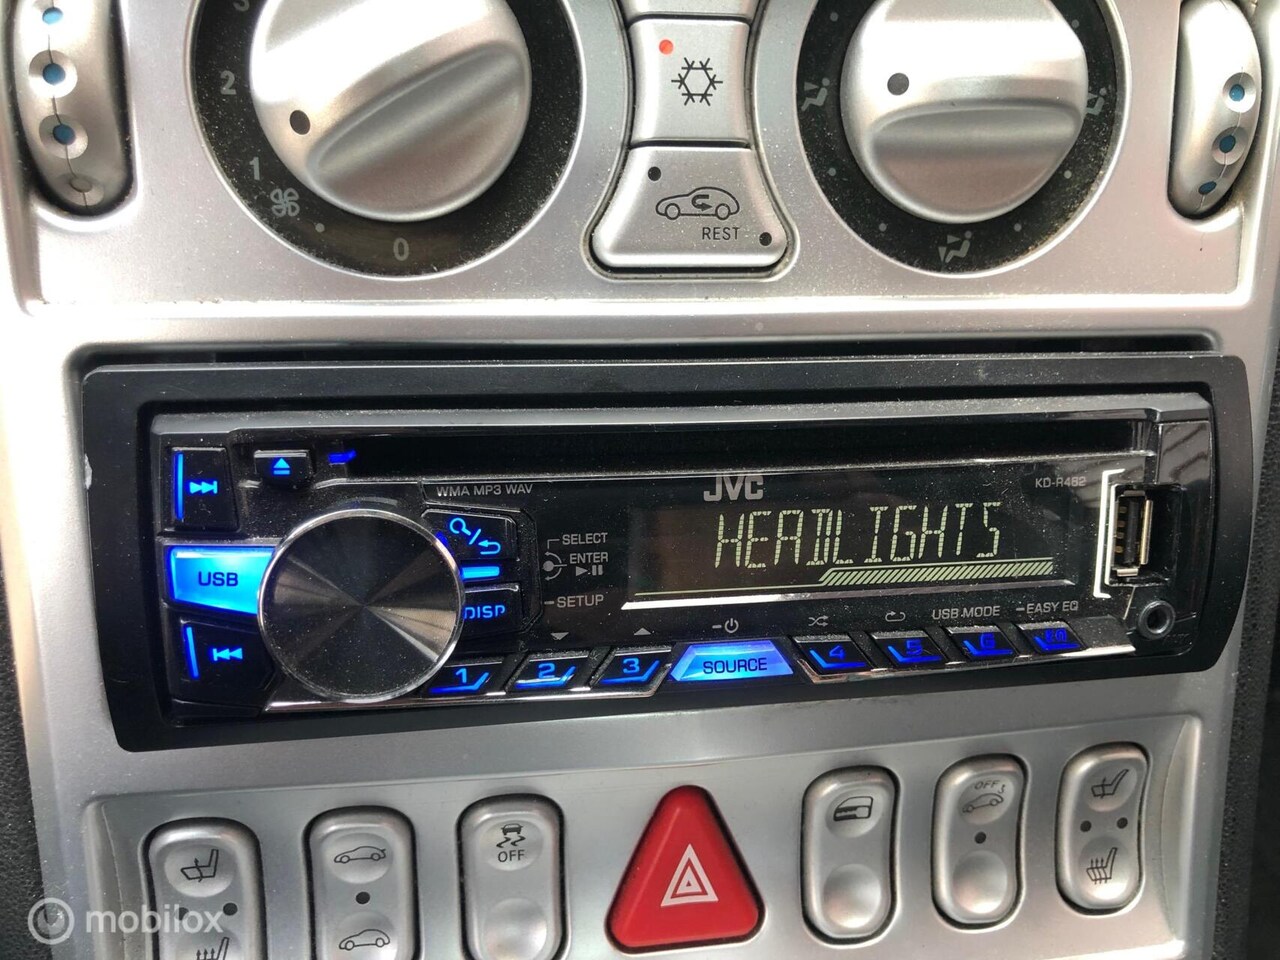 3
2
1
0
REST
WMA MP3 WAV
JVC
KD-R462
HEADLIGHTS
SELECT
ENTER
SETUP
USB
DISP
USB MODE
EASY EQ
1
2
3
SOURCE
4
5
6
OFF
OFF
mobilox